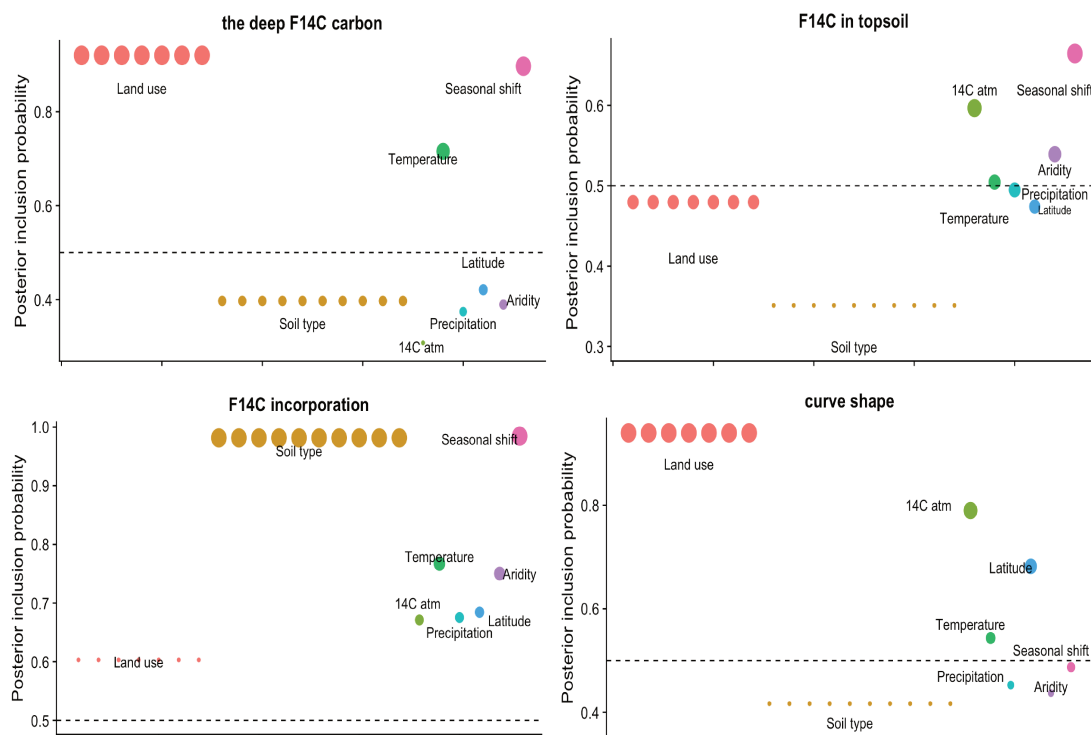 the deep F14C carbon
Posterior inclusion probability
0.8
0.6
0.4
Land use
Seasonal shift
Temperature
Latitude
Aridity
Soil type
Precipitation
14C atm
F14C in topsoil
Posterior inclusion probability
0.6
0.5
0.4
0.3
14C atm
Seasonal shift
Aridity
Precipitation
Latitude
Temperature
Land use
Soil type
F14C incorporation
Posterior inclusion probability
1.0
0.9
0.8
0.7
0.6
0.5
Seasonal shift
Soil type
Temperature
Aridity
14C atm
Latitude
Precipitation
Land use
curve shape
Posterior inclusion probability
0.8
0.6
0.4
Land use
14C atm
Latitude
Temperature
Seasonal shift
Precipitation
Aridity
Soil type